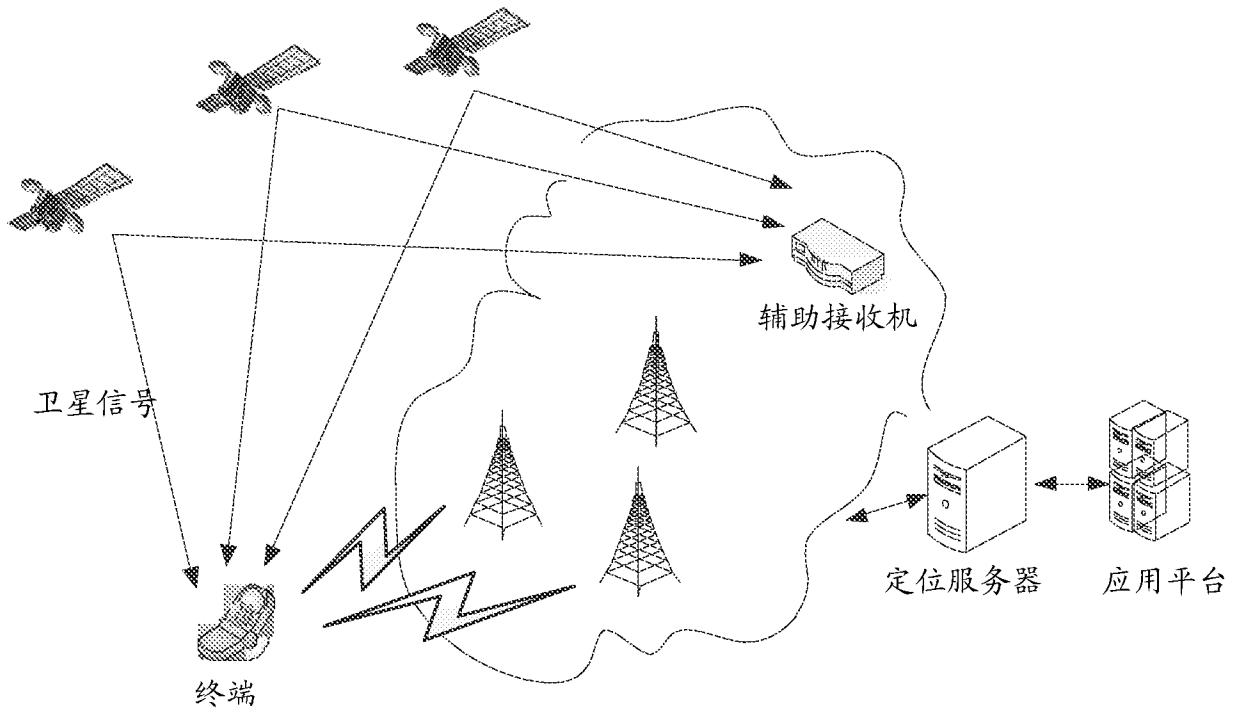 辅助接收机
卫星信号
定位服务器
应用平台
终端